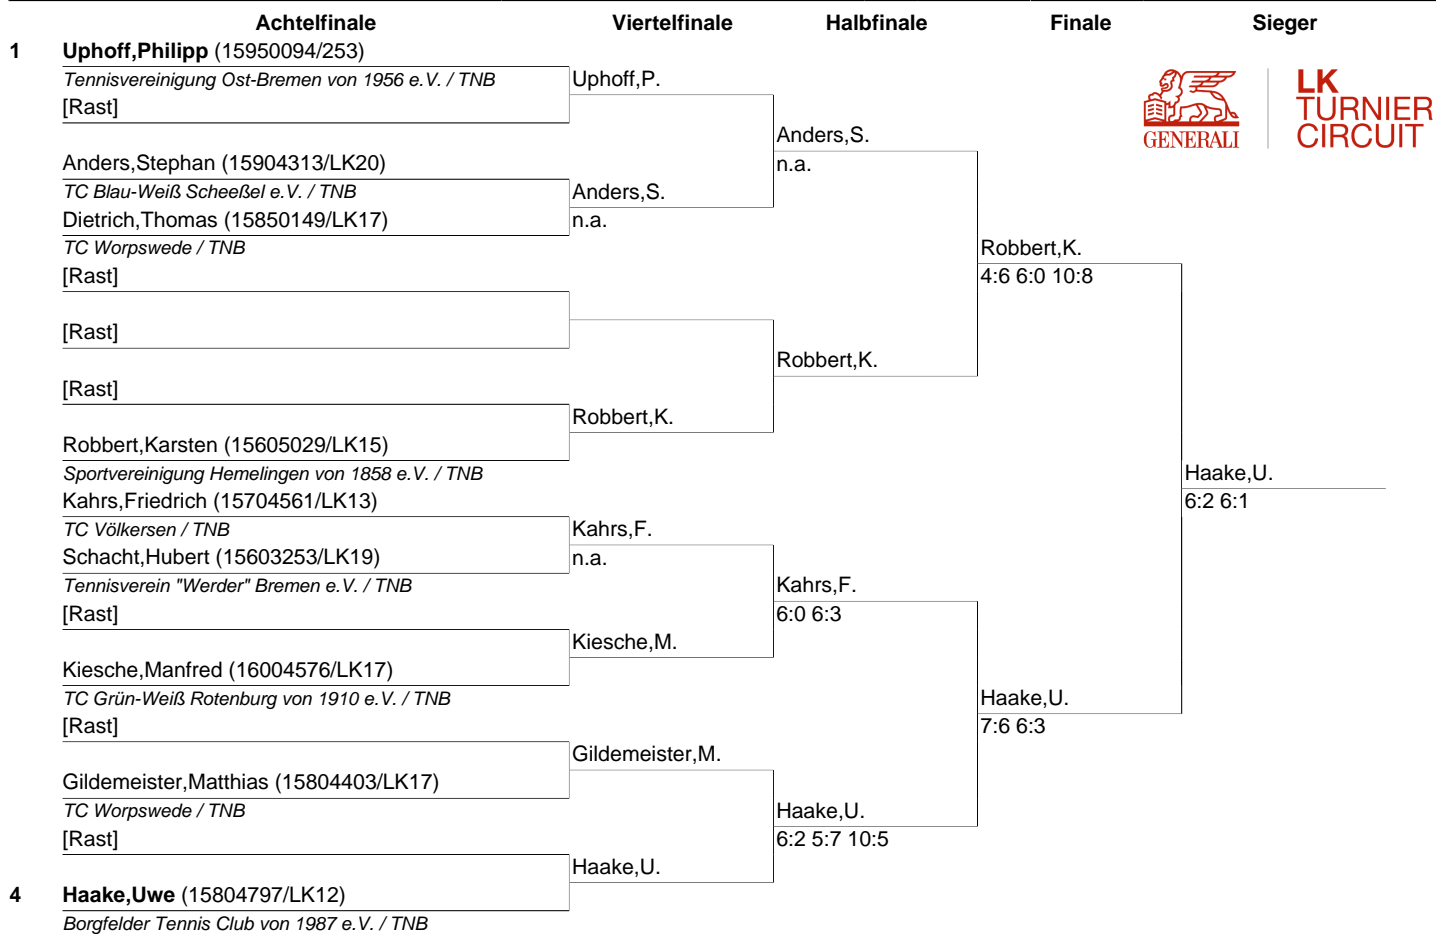 Achtelfinale Viertelfinale Halbfinale Finale Sieger
1 Uphoff,Philipp (15950094/253)
Tennisvereinigung Ost-Bremen von 1956 e.V. / TNB Uphoff,P.
[Rast]
GENERALI
LK
TURNIER
CIRCUIT
Anders,S.
Anders,Stephan (15904313/LK20) n.a.
TC Blau-Weiß Scheeßel e.V. / TNB Anders,S.
Dietrich,Thomas (15850149/LK17) n.a.
TC Worpswede / TNB Robbert,K.
[Rast] 4:6 6:0 10:8
[Rast]
Robbert,K.
[Rast]
Robbert,K.
Robbert,Karsten (15605029/LK15)
Sportvereinigung Hemelingen von 1858 e.V. / TNB Haake,U.
Kahrs,Friedrich (15704561/LK13) 6:2 6:1
TC Völkersen / TNB Kahrs,F.
Schacht,Hubert (15603253/LK19) n.a.
Tennisverein "Werder" Bremen e.V. / TNB Kahrs,F.
[Rast] 6:0 6:3
Kiesche,M.
Kiesche,Manfred (16004576/LK17)
TC Grün-Weiß Rotenburg von 1910 e.V. / TNB Haake,U.
[Rast] 7:6 6:3
Gildemeister,M.
Gildemeister,Matthias (15804403/LK17)
TC Worpswede / TNB Haake,U.
[Rast] 6:2 5:7 10:5
Haake,U.
4 Haake,Uwe (15804797/LK12)
Borgfelder Tennis Club von 1987 e.V. / TNB